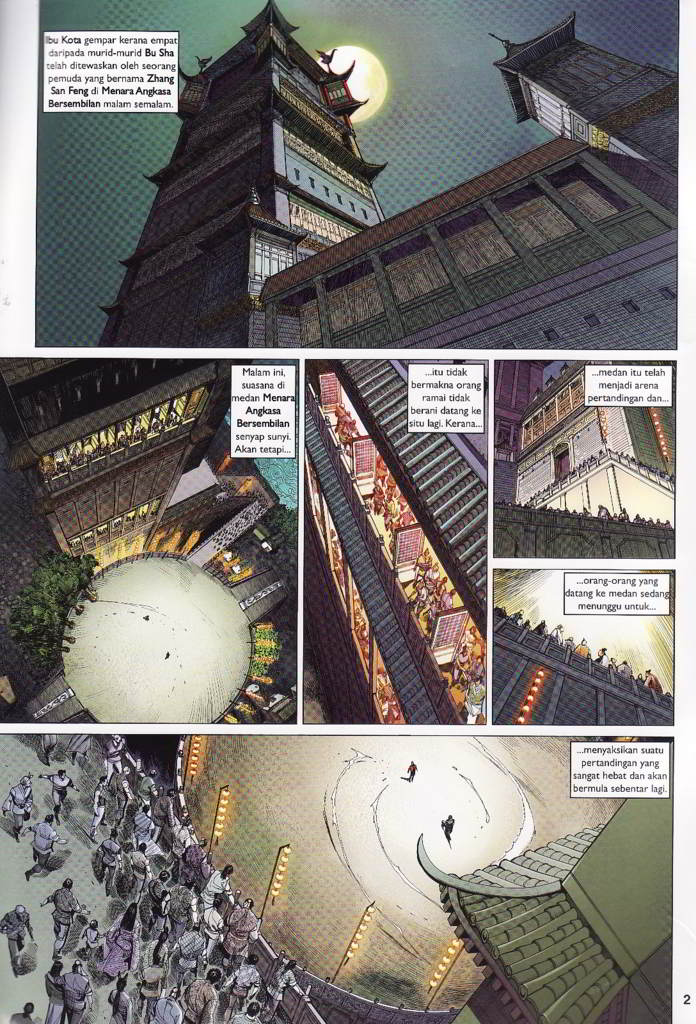 Ibu Kota gempar kerana empat
daripada murid-murid Bu Sha
telah ditewaskan oleh seorang
pemuda yang bernama Zhang
San Feng di Menara Angkasa
Bersembilan malam semalam.
Malam ini,
suasana di
medan Menara
Angkasa
Bersembilan
senyap sunyi.
Akan tetapi...
...itu tidak
bermakna orang
ramai tidak
berani datang ke
situ lagi. Kerana...
...medan itu telah
menjadi arena
pertandingan dan...
...orang-orang yang
datang ke medan sedang
menunggu untuk...
...menyaksikan suatu
pertandingan yang
sangat hebat dan akan
bermula sebentar lagi.
2